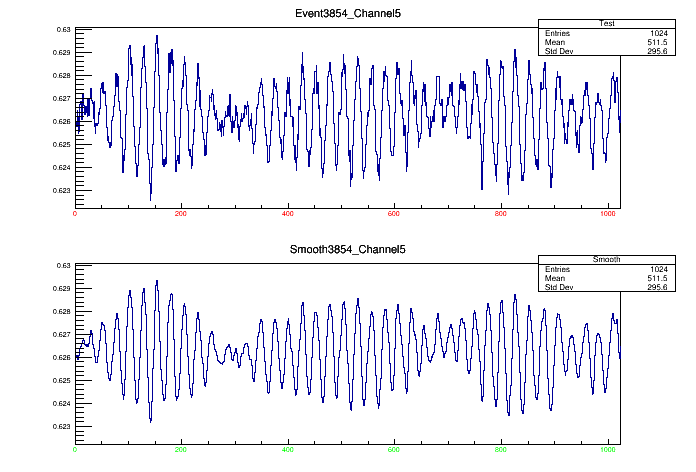 Event3854_Channel5
Test
Entries 1024
Mean 511.5
Std Dev 295.6
0.63
0.629
0.628
0.627
0.626
0.625
0.624
0.623
0 200 400 600 800 1000
Smooth3854_Channel5
Smooth
Entries 1024
Mean 511.5
Std Dev 295.6
0.63
0.629
0.628
0.627
0.626
0.625
0.624
0.623
0 200 400 600 800 1000